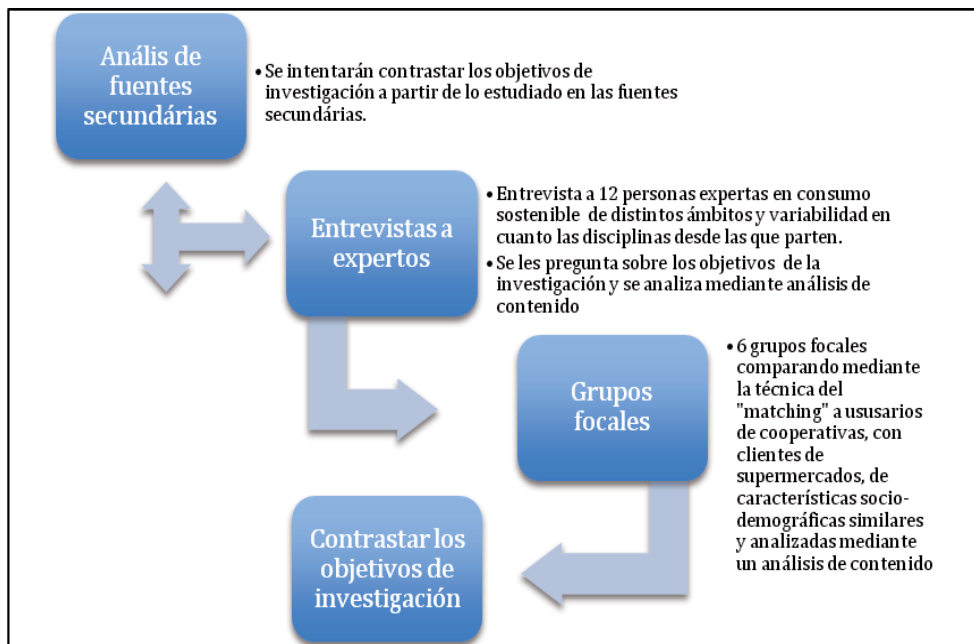 Anális de
fuentes
secundárias
• Se intentarán contrastar los objetivos de
investigación a partir de lo estudiado en las fuentes
secundárias.
Entrevistas a
expertos
• Entrevista a 12 personas expertas en consumo
sostenible de distintos ámbitos y variabilidad en
cuanto las disciplinas desde las que parten.
• Se les pregunta sobre los objetivos de la
investigación y se analiza mediante análisis de
contenido
Grupos
focales
• 6 grupos focales
comparando mediante
la técnica del
"matching" a ususarios
de cooperativas, con
clientes de
supermercados, de
características socio-
demográficas similares
y analizadas mediante
un análisis de contenido
Contrastar los
objetivos de
investigación